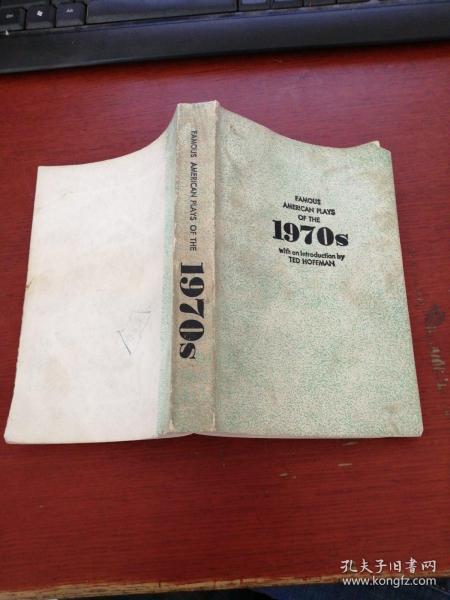 FAMOUS AMERICAN PLAYS OF THE
1970s
FAMOUS
AMERICAN PLAYS
OF THE
1970s
with an introduction by
TED HOFFMAN
孔夫子旧书网
www.kongfz.com